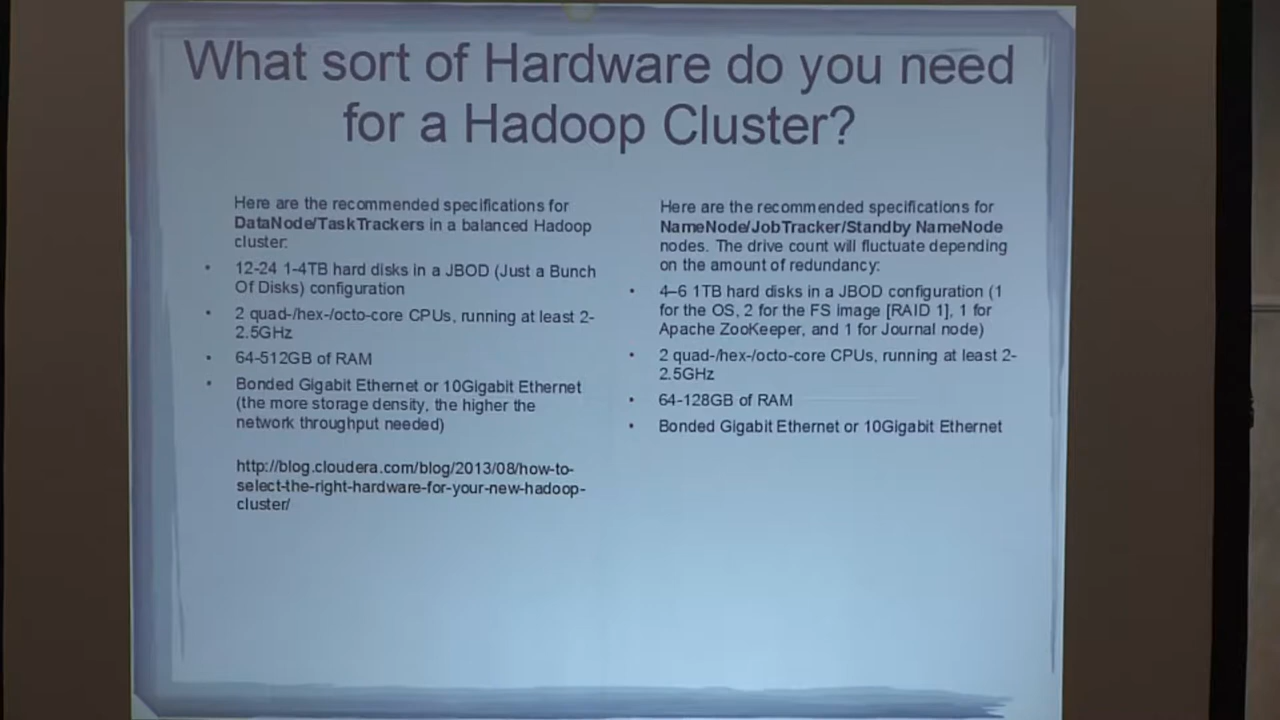 What sort of Hardware do you need
for a Hadoop Cluster?
Here are the recommended specifications for
DataNode/TaskTrackers in a balanced Hadoop
cluster:
• 12-24 1-4TB hard disks in a JBOD (Just a Bunch
Of Disks) configuration
• 2 quad-/hex-/octo-core CPUs, running at least 2-
2.5GHz
• 64-512GB of RAM
• Bonded Gigabit Ethernet or 10Gigabit Ethernet
(the more storage density, the higher the
network throughput needed)
http://blog.cloudera.com/blog/2013/08/how-to-
select-the-right-hardware-for-your-new-hadoop-
cluster/
Here are the recommended specifications for
NameNode/JobTracker/Standby NameNode
nodes. The drive count will fluctuate depending
on the amount of redundancy:
• 4–6 1TB hard disks in a JBOD configuration (1
for the OS, 2 for the FS image [RAID 1], 1 for
Apache ZooKeeper, and 1 for Journal node)
• 2 quad-/hex-/octo-core CPUs, running at least 2-
2.5GHz
• 64-128GB of RAM
• Bonded Gigabit Ethernet or 10Gigabit Ethernet